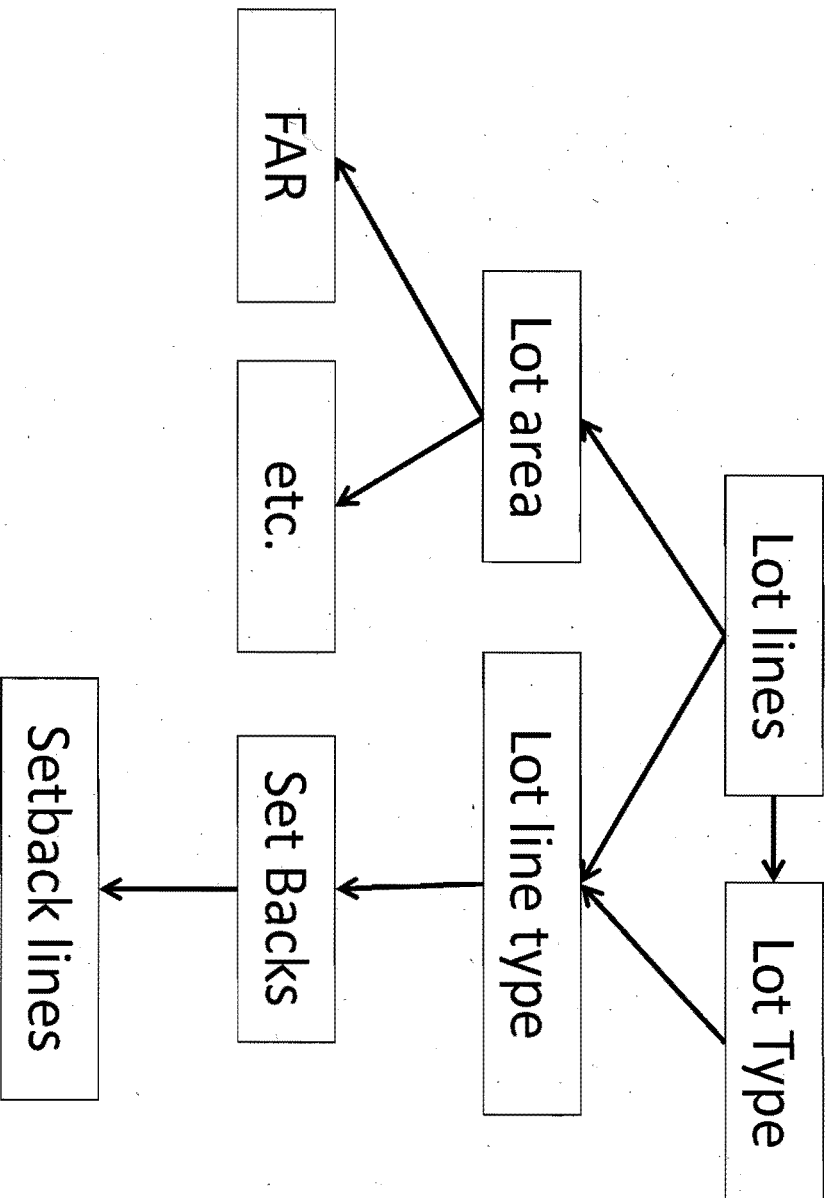 Lot lines
Lot Type
Lot area
Lot line type
FAR
etc.
Set Backs
Setback lines